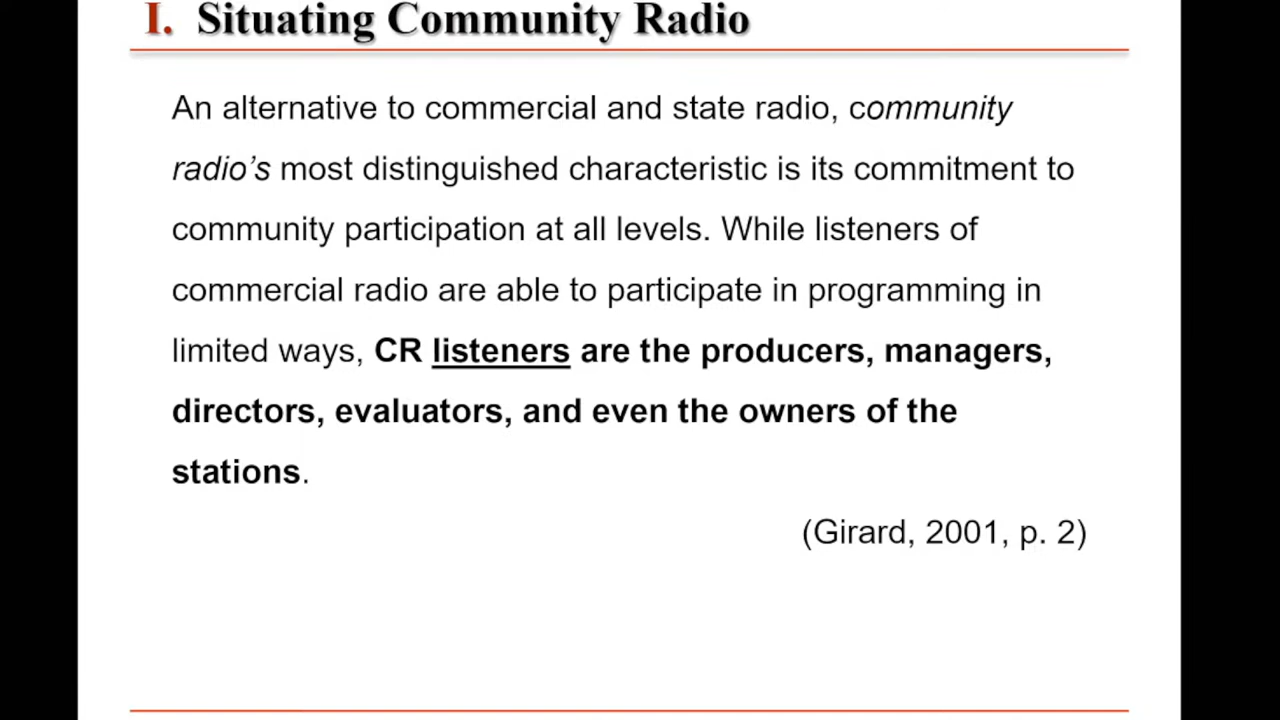 I. Situating Community Radio
An alternative to commercial and state radio, community
radio’s most distinguished characteristic is its commitment to
community participation at all levels. While listeners of
commercial radio are able to participate in programming in
limited ways, CR listeners are the producers, managers,
directors, evaluators, and even the owners of the
stations.
(Girard, 2001, p. 2)